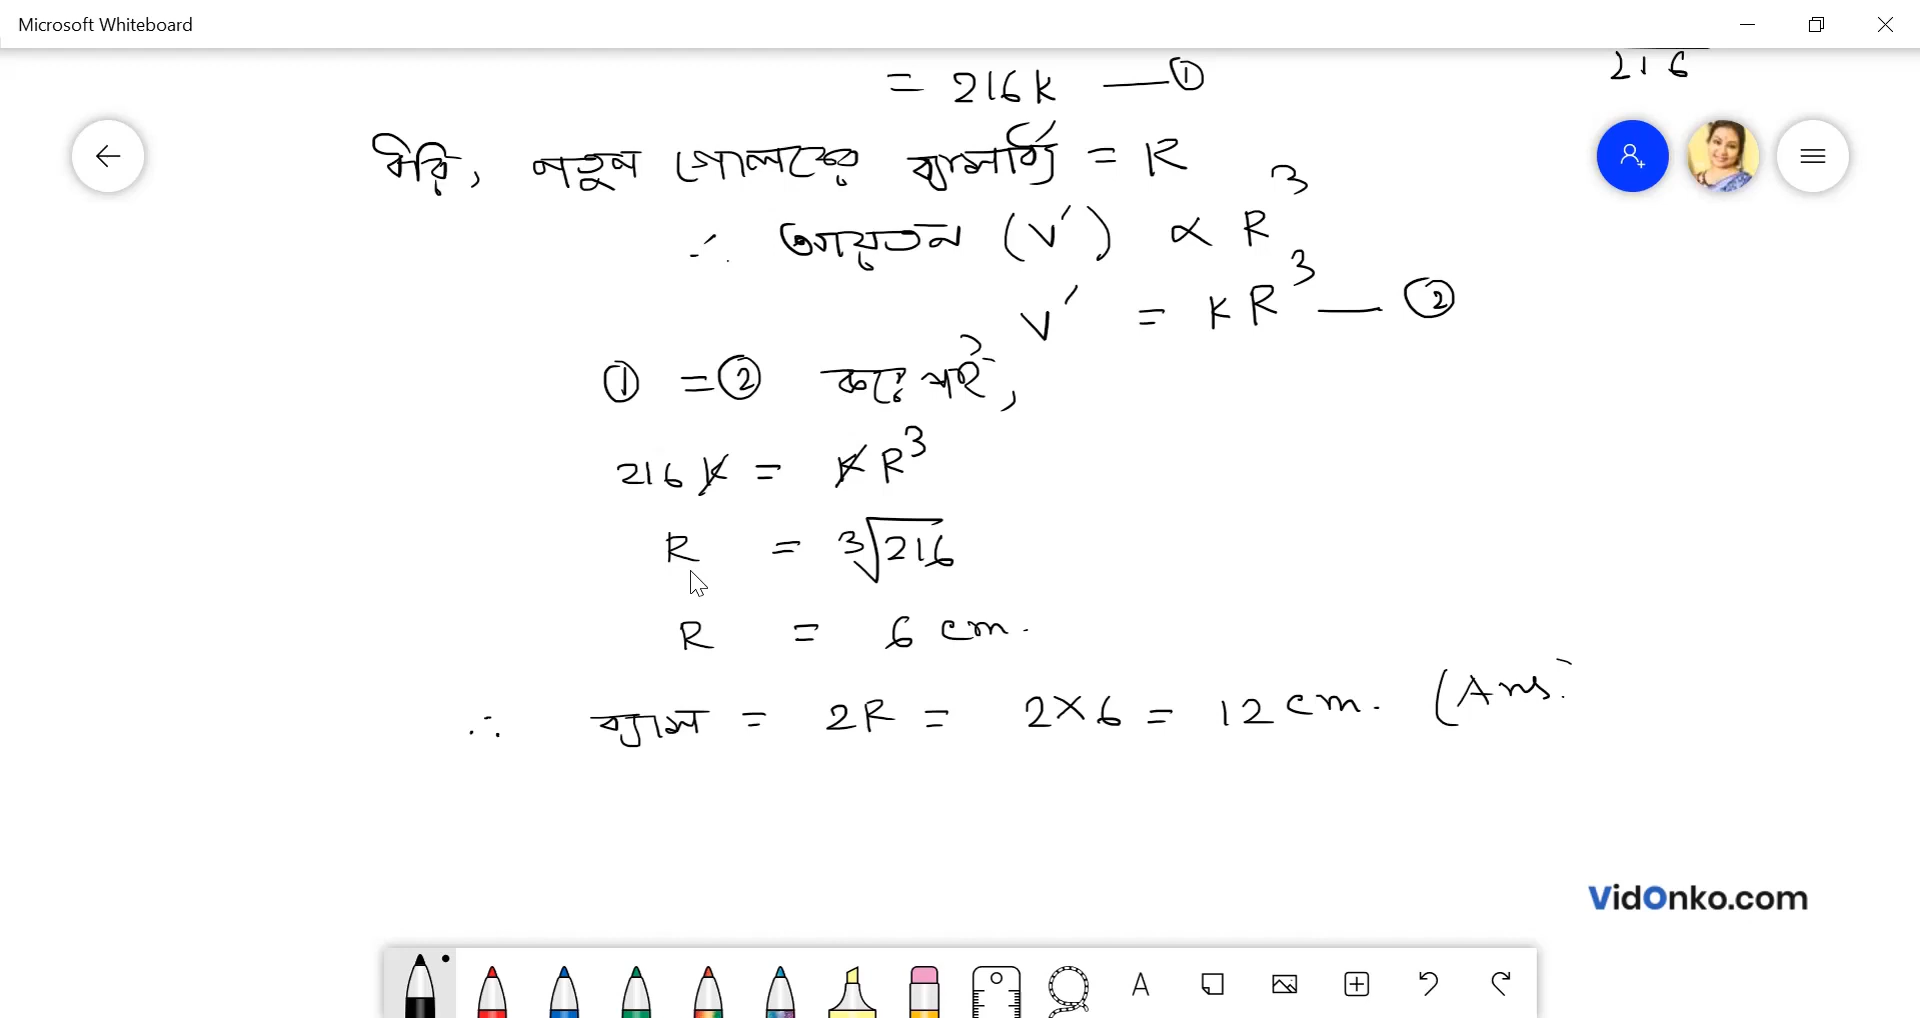 Microsoft Whiteboard
216
= 216k — ①
ধরি, নতুন গোলকের ব্যাসার্ধ = R
∴ আয়তন (V′) ∝ R³
V′ = KR³ — ②
① = ② করে পাই,
216K = KR³
R = ³√216
R = 6 cm.
∴ ব্যাস = 2R = 2×6 = 12 cm. (Ans:
VidOnko.com